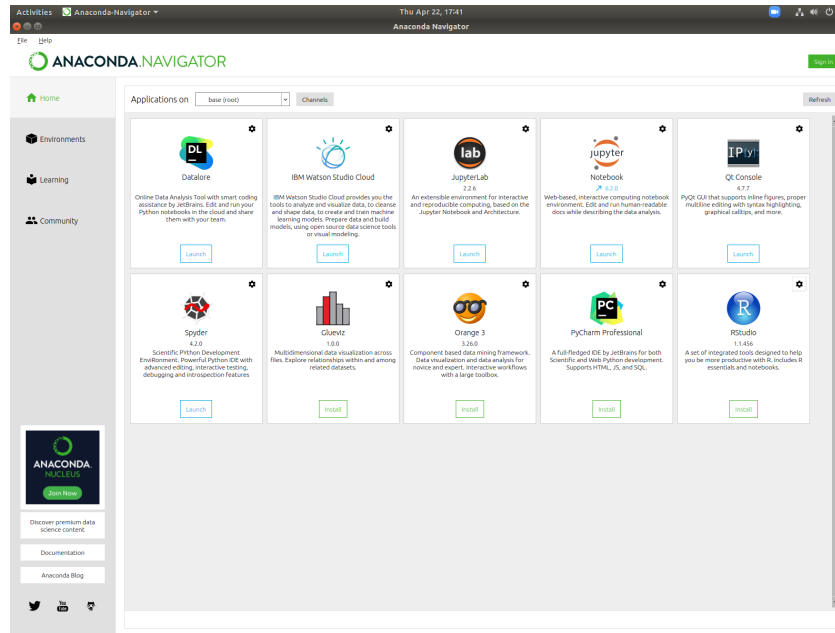 Activities Anaconda-Navigator Thu Apr 22, 17:41
Anaconda Navigator
File Help
ANACONDA.NAVIGATOR
Sign in
Home
Environments
Learning
Community
Applications on base (root) Channels Refresh
DL
Datalore
Online Data Analysis Tool with smart coding
assistance by JetBrains. Edit and run your
Python notebooks in the cloud and share
them with your team.
Launch
IBM Watson Studio Cloud
IBM Watson Studio Cloud provides you the
tools to analyze and visualize data, to cleanse
and shape data, to create and train machine
learning models. Prepare data and build
models, using open source data science tools
or visual modeling.
Launch
lab
JupyterLab
2.2.6
An extensible environment for interactive
and reproducible computing, based on the
Jupyter Notebook and Architecture.
Launch
jupyter
Notebook
6.2.0
Web-based, interactive computing notebook
environment. Edit and run human-readable
docs while describing the data analysis.
Launch
IP[y]:
Qt Console
4.7.7
PyQt GUI that supports inline figures, proper
multiline editing with syntax highlighting,
graphical calltips, and more.
Launch
Spyder
4.2.0
Scientific PYthon Development
EnviRonment. Powerful Python IDE with
advanced editing, interactive testing,
debugging and introspection features
Launch
Glueviz
1.0.0
Multidimensional data visualization across
files. Explore relationships within and among
related datasets.
Install
Orange 3
3.26.0
Component based data mining framework.
Data visualization and data analysis for
novice and expert. Interactive workflows
with a large toolbox.
Install
PC
PyCharm Professional
A full-fledged IDE by JetBrains for both
Scientific and Web Python development.
Supports HTML, JS, and SQL.
Install
R
RStudio
1.1.456
A set of integrated tools designed to help
you be more productive with R. Includes R
essentials and notebooks.
Install
ANACONDA.
NUCLEUS
Join Now
Discover premium data
science content
Documentation
Anaconda Blog
You
Tube